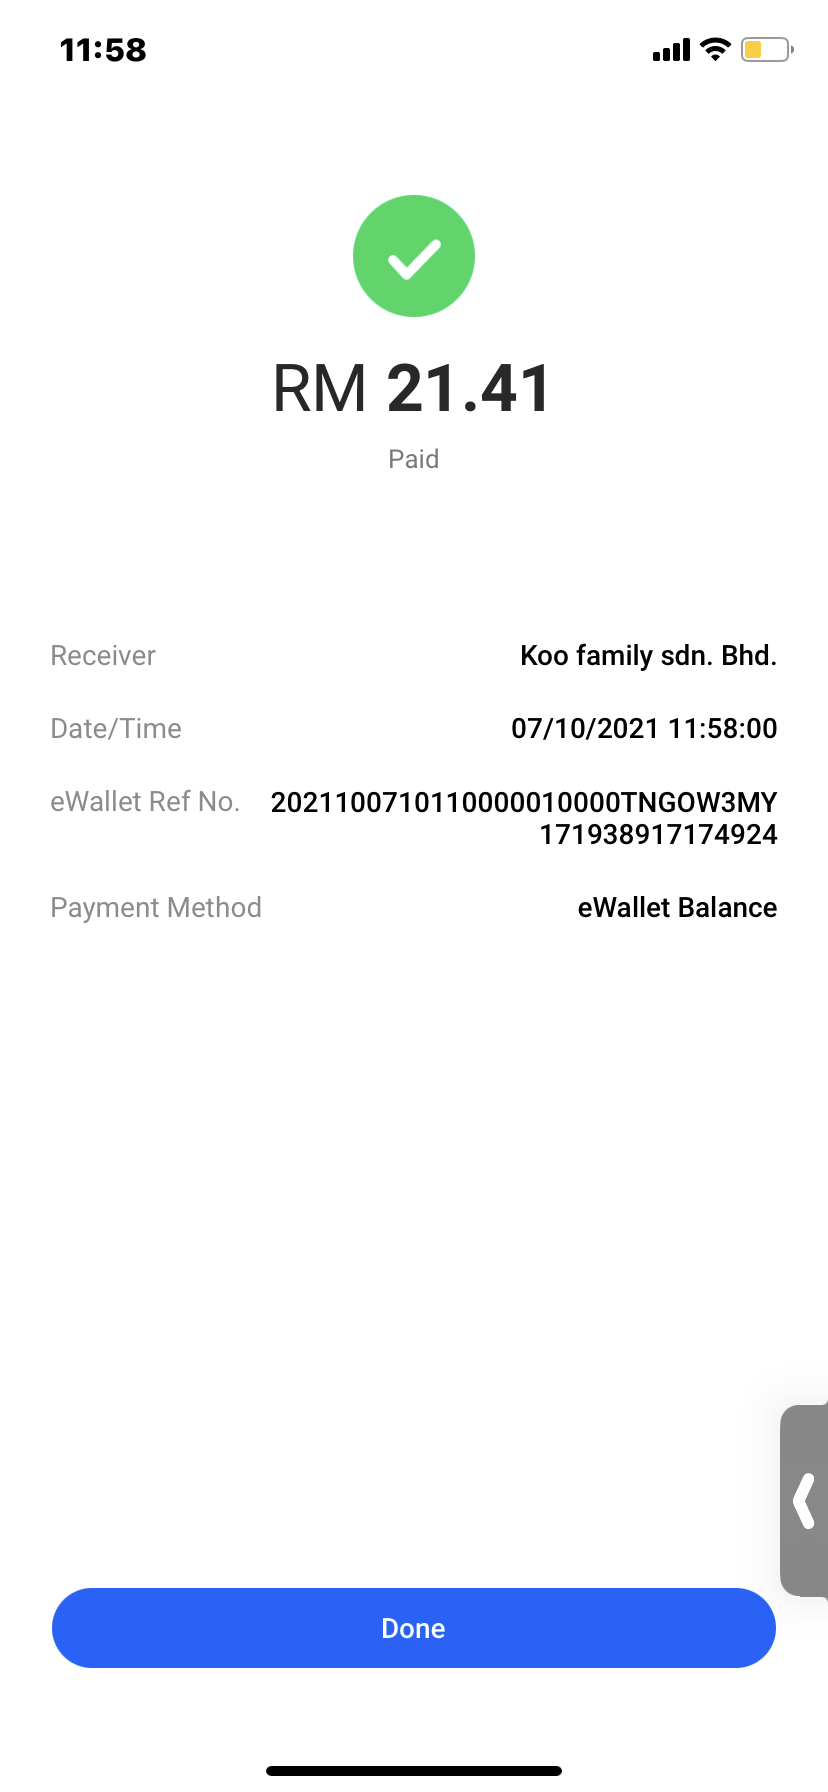 11:58
RM 21.41
Paid
Receiver Koo family sdn. Bhd.
Date/Time 07/10/2021 11:58:00
eWallet Ref No. 2021100710110000010000TNGOW3MY
171938917174924
Payment Method eWallet Balance
Done